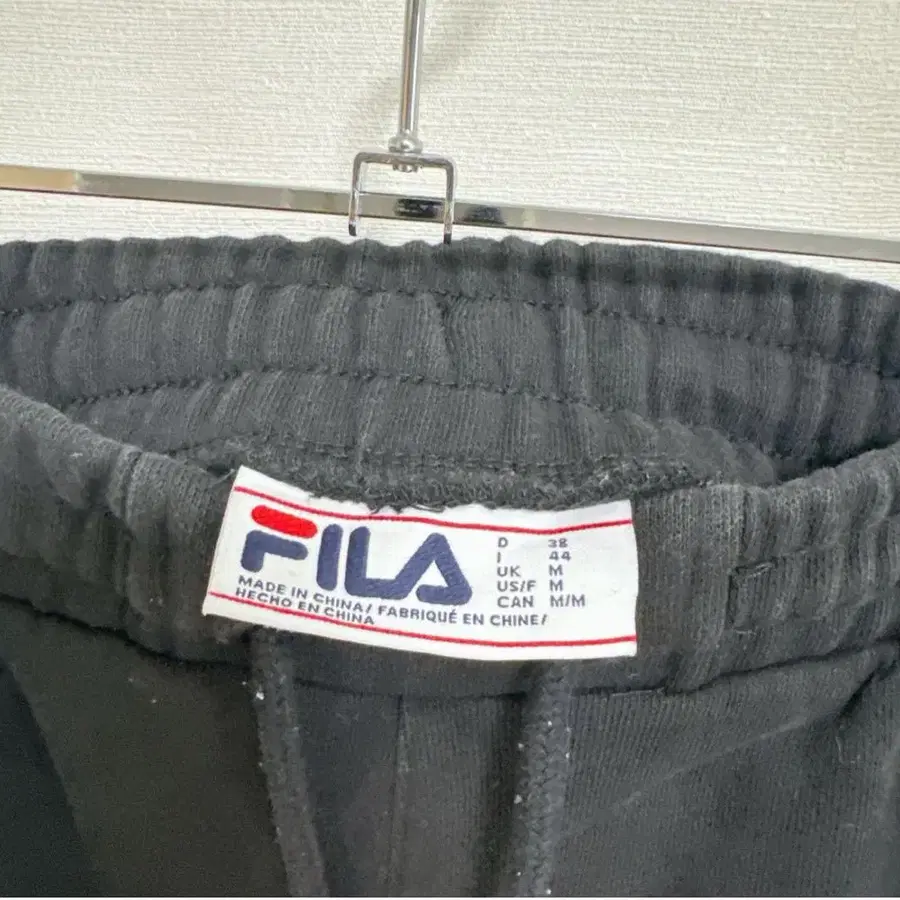 FILA
D 38
I 44
UK M
US/F M
CAN M/M
MADE IN CHINA/ FABRIQUÉ EN CHINE/
HECHO EN CHINA